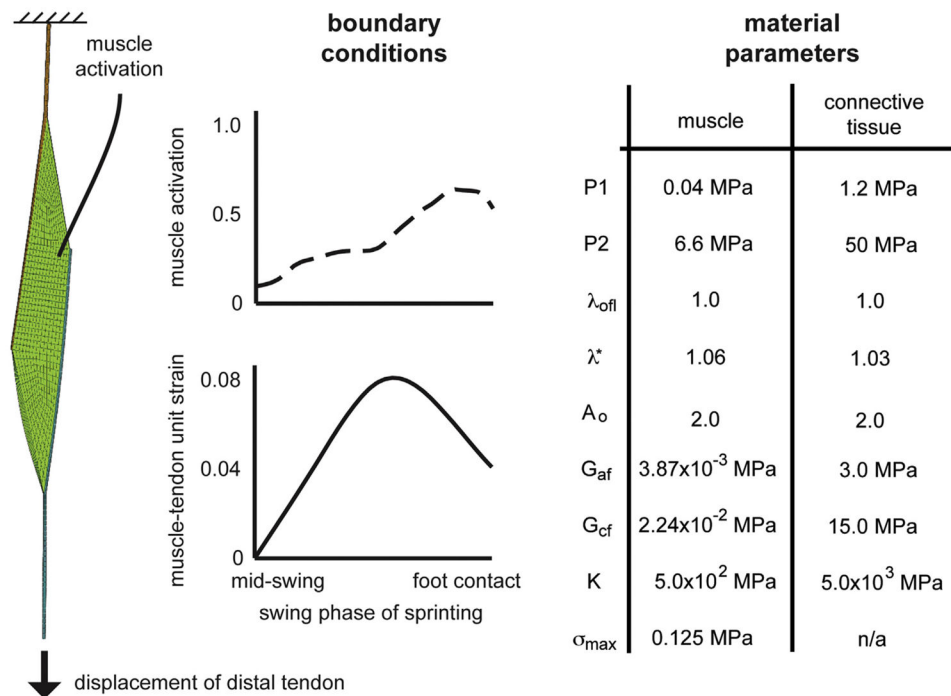 muscle
activation
boundary
conditions
1.0
0.5
0
muscle activation
0.08
0.04
0
muscle-tendon unit strain
mid-swing foot contact
swing phase of sprinting
displacement of distal tendon
material
parameters
muscle connective
tissue
P1 0.04 MPa 1.2 MPa
P2 6.6 MPa 50 MPa
λofl 1.0 1.0
λ* 1.06 1.03
Ao 2.0 2.0
Gaf 3.87x10^-3 MPa 3.0 MPa
Gcf 2.24x10^-2 MPa 15.0 MPa
K 5.0x10^2 MPa 5.0x10^3 MPa
σmax 0.125 MPa n/a